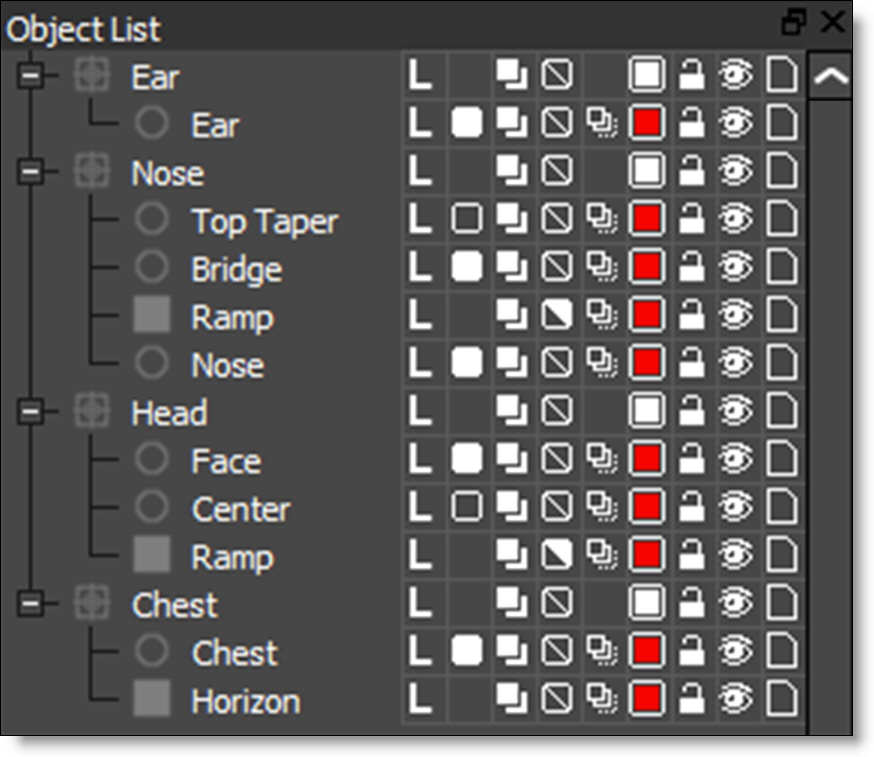 Object List
Ear
Ear
Nose
Top Taper
Bridge
Ramp
Nose
Head
Face
Center
Ramp
Chest
Chest
Horizon